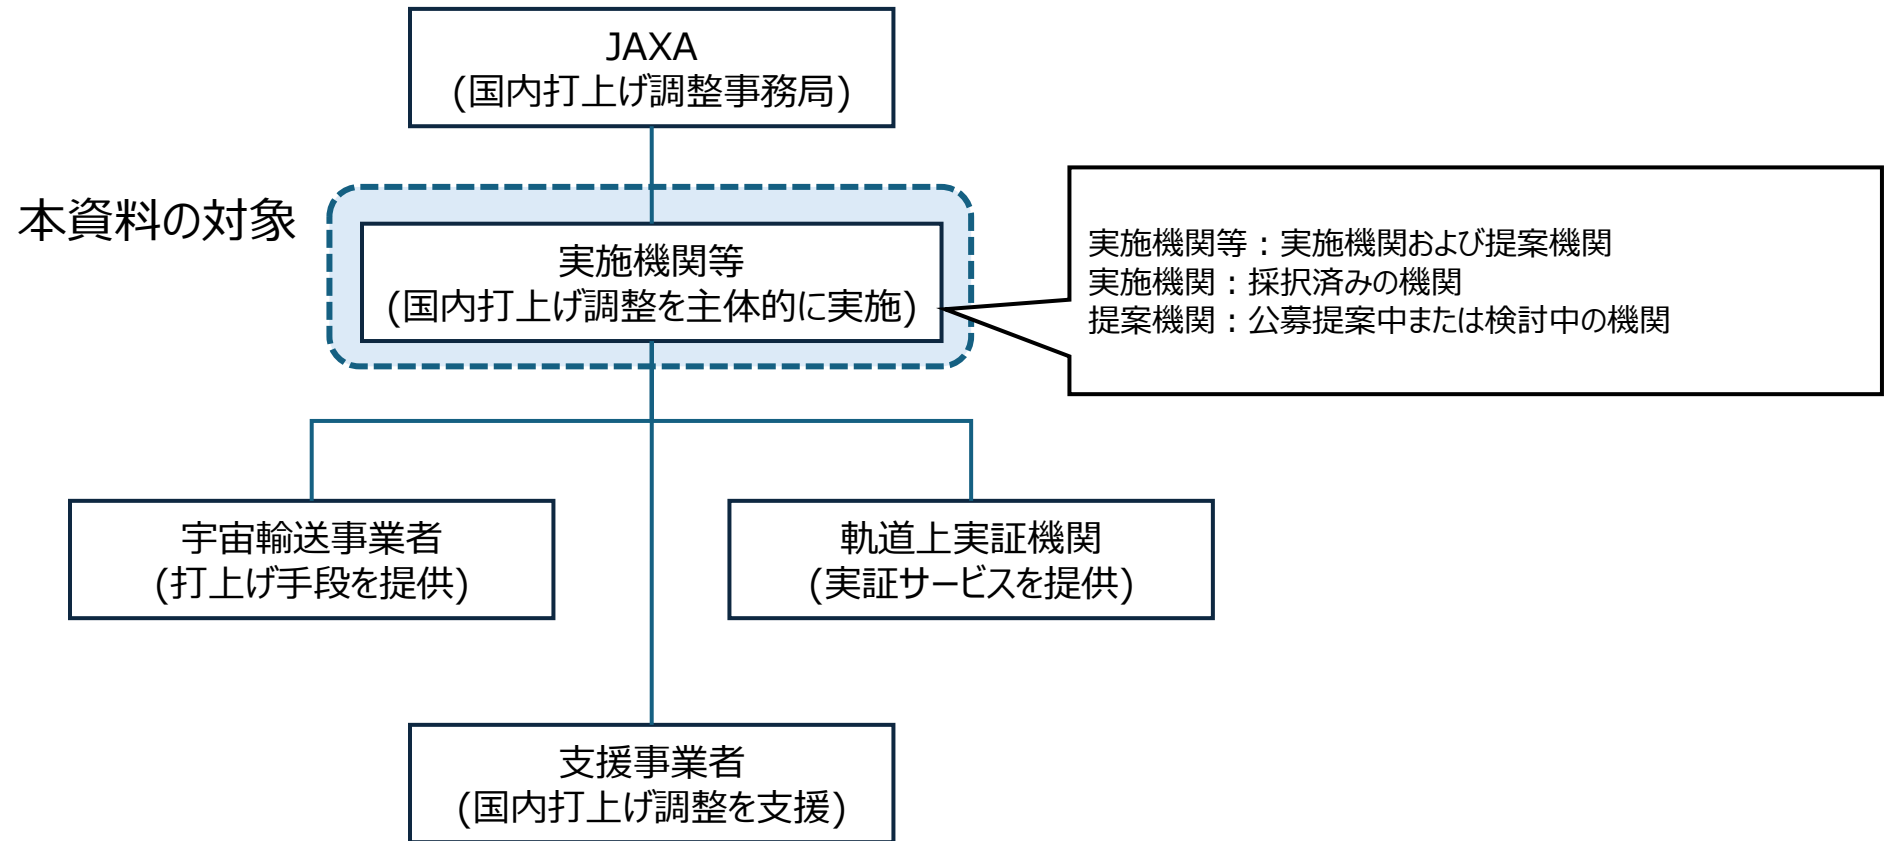 JAXA
(国内打上げ調整事務局)
本資料の対象
実施機関等
(国内打上げ調整を主体的に実施)
実施機関等：実施機関および提案機関
実施機関：採択済みの機関
提案機関：公募提案中または検討中の機関
宇宙輸送事業者
(打上げ手段を提供)
軌道上実証機関
(実証サービスを提供)
支援事業者
(国内打上げ調整を支援)